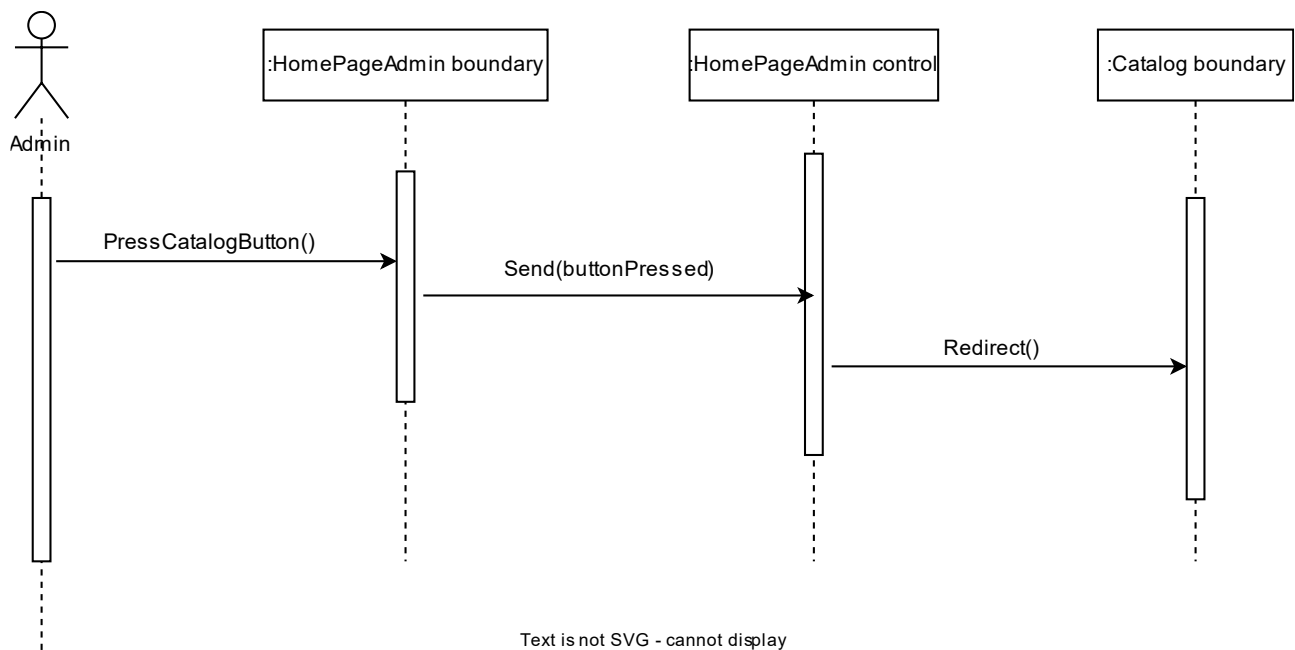 :HomePageAdmin boundary
:HomePageAdmin control
:Catalog boundary
Admin
PressCatalogButton()
Send(buttonPressed)
Redirect()
Text is not SVG - cannot display